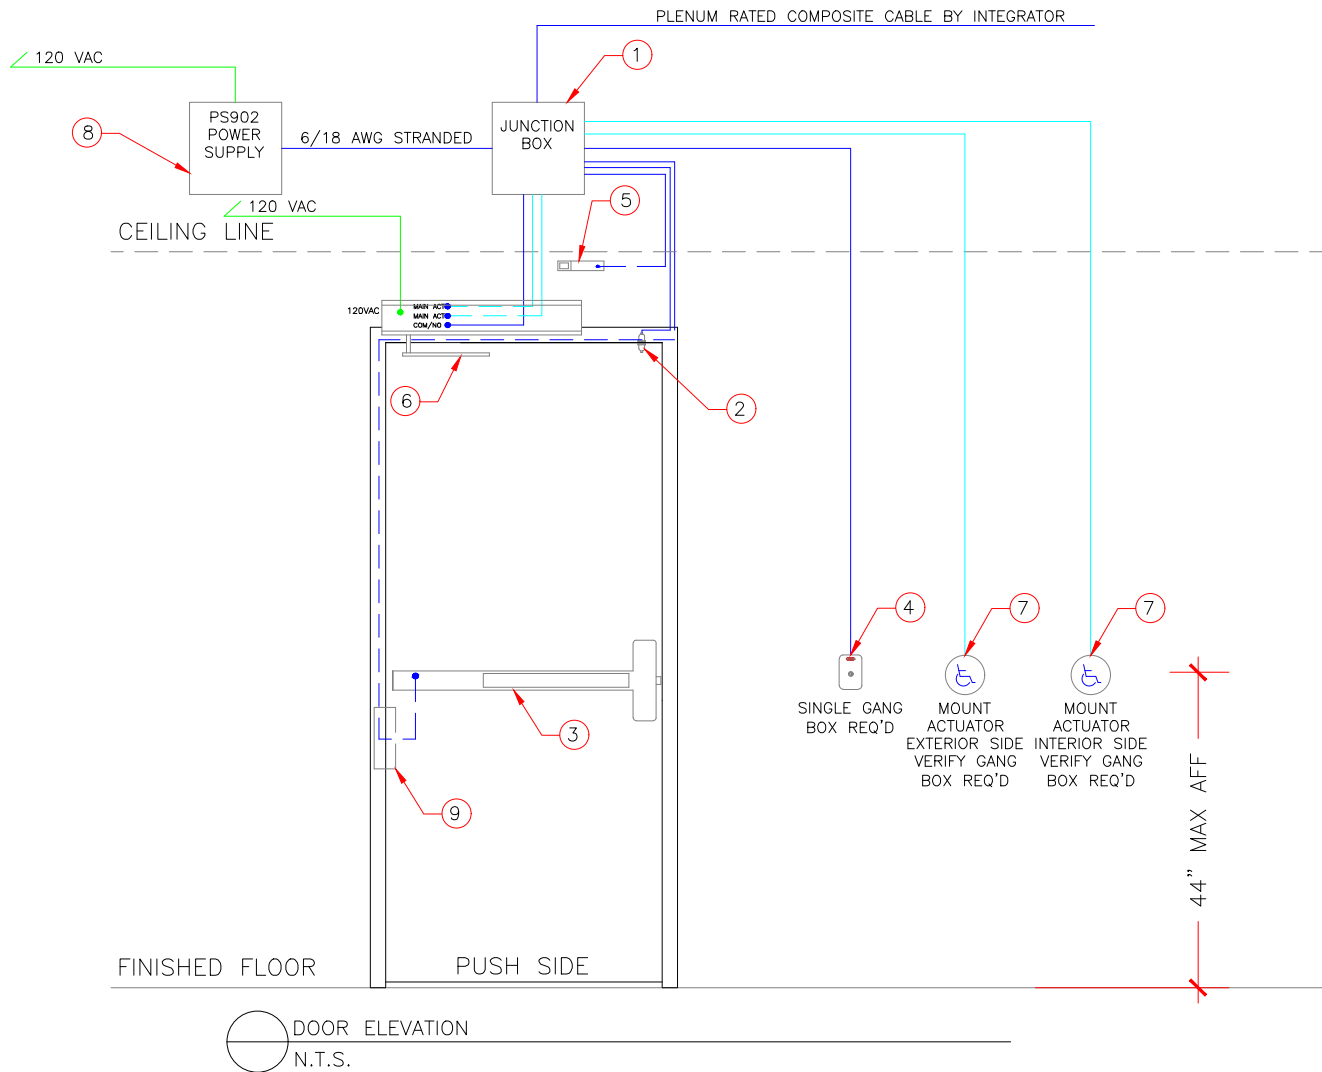 PLENUM RATED COMPOSITE CABLE BY INTEGRATOR
1
120 VAC
PS902
POWER
SUPPLY
8
6/18 AWG STRANDED
JUNCTION
BOX
120 VAC
5
CEILING LINE
120VAC
MAIN ACT
MAIN ACT
COM/NO
6
2
4
7
7
SINGLE GANG
BOX REQ'D
MOUNT
ACTUATOR
EXTERIOR SIDE
VERIFY GANG
BOX REQ'D
MOUNT
ACTUATOR
INTERIOR SIDE
VERIFY GANG
BOX REQ'D
3
9
44" MAX AFF
FINISHED FLOOR
PUSH SIDE
DOOR ELEVATION
N.T.S.